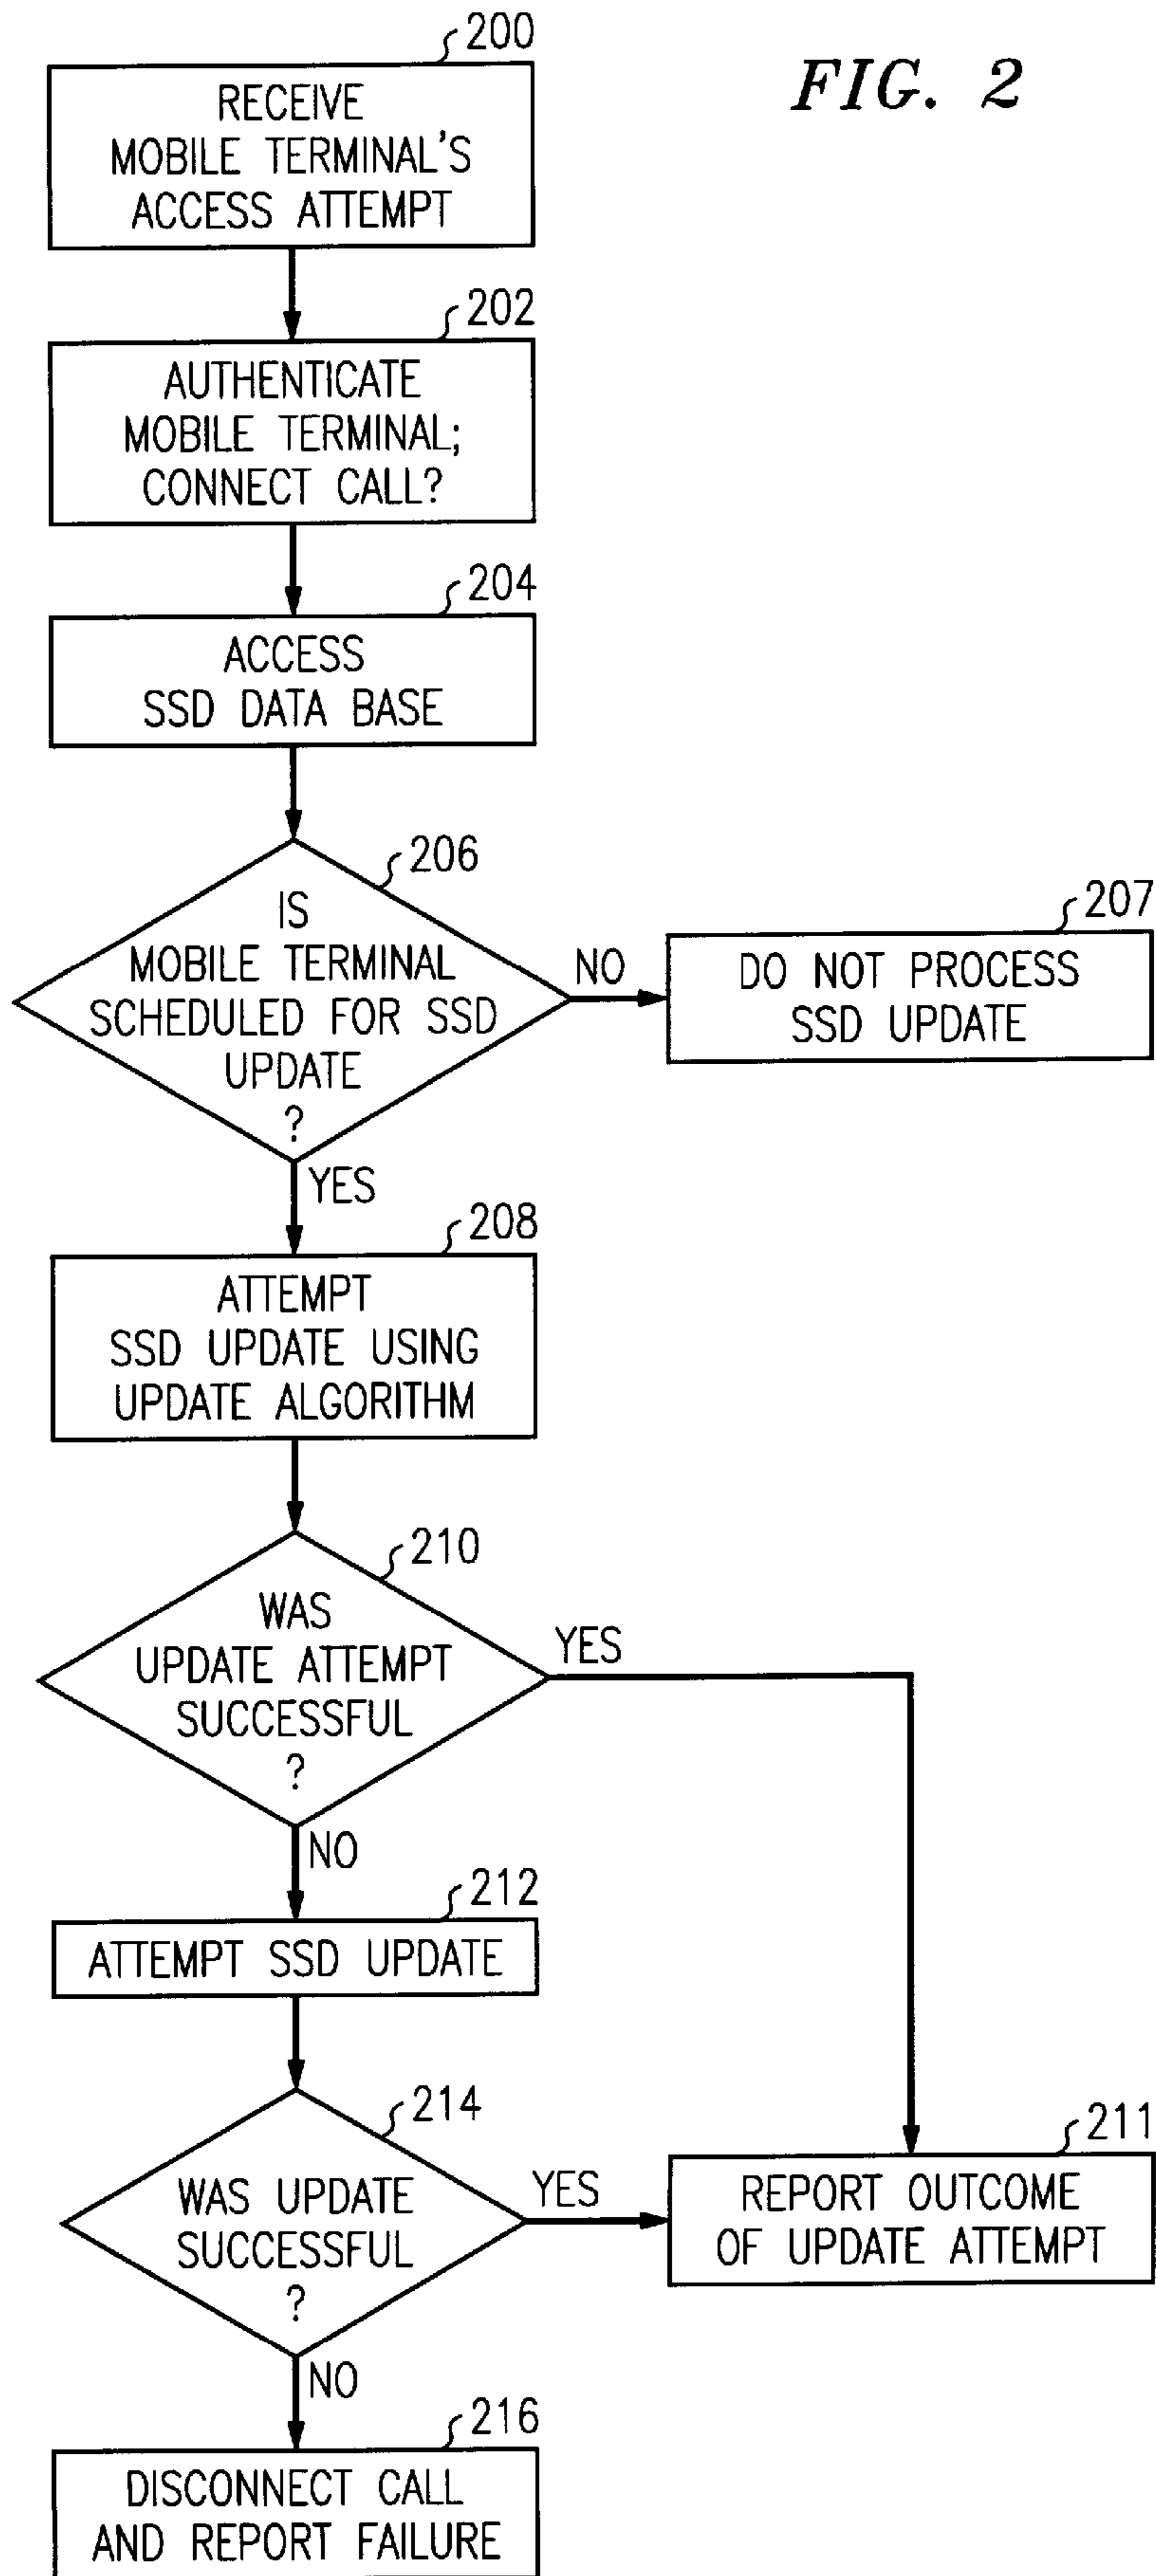 FIG. 2
200
RECEIVE
MOBILE TERMINAL'S
ACCESS ATTEMPT
202
AUTHENTICATE
MOBILE TERMINAL;
CONNECT CALL?
204
ACCESS
SSD DATA BASE
206
IS
MOBILE TERMINAL
SCHEDULED FOR SSD
UPDATE
?
NO
207
DO NOT PROCESS
SSD UPDATE
YES
208
ATTEMPT
SSD UPDATE USING
UPDATE ALGORITHM
210
WAS
UPDATE ATTEMPT
SUCCESSFUL
?
YES
NO
212
ATTEMPT SSD UPDATE
214
WAS UPDATE
SUCCESSFUL
?
YES
211
REPORT OUTCOME
OF UPDATE ATTEMPT
NO
216
DISCONNECT CALL
AND REPORT FAILURE